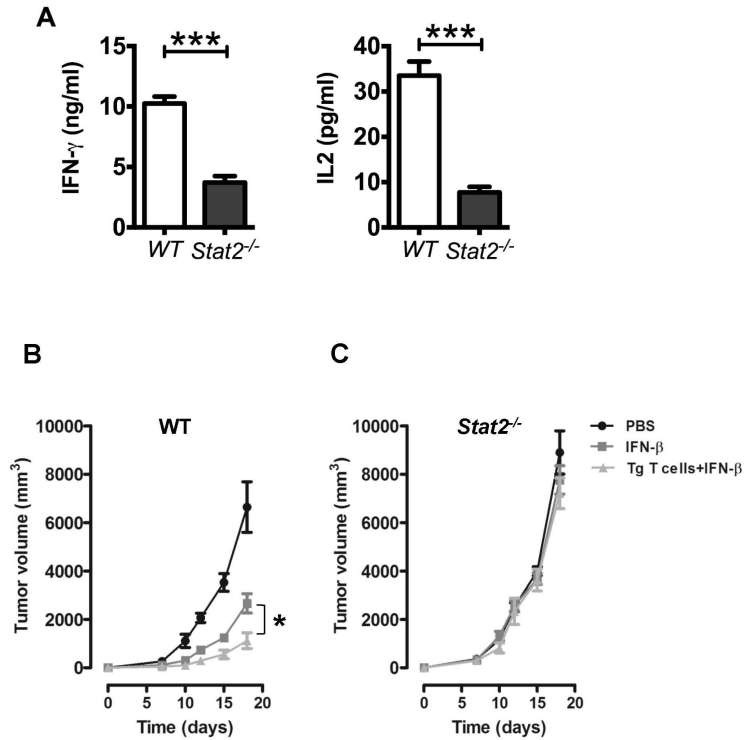 A
***
***
IFN-γ (ng/ml)
15
10
5
0
WT Stat2-/-
IL2 (pg/ml)
40
30
20
10
0
WT Stat2-/-
B
C
WT
Stat2-/-
Tumor volume (mm3)
10000
8000
6000
4000
2000
0
*
0 5 10 15 20
Time (days)
Tumor volume (mm3)
10000
8000
6000
4000
2000
0
0 5 10 15 20
Time (days)
PBS
IFN-β
Tg T cells+IFN-β